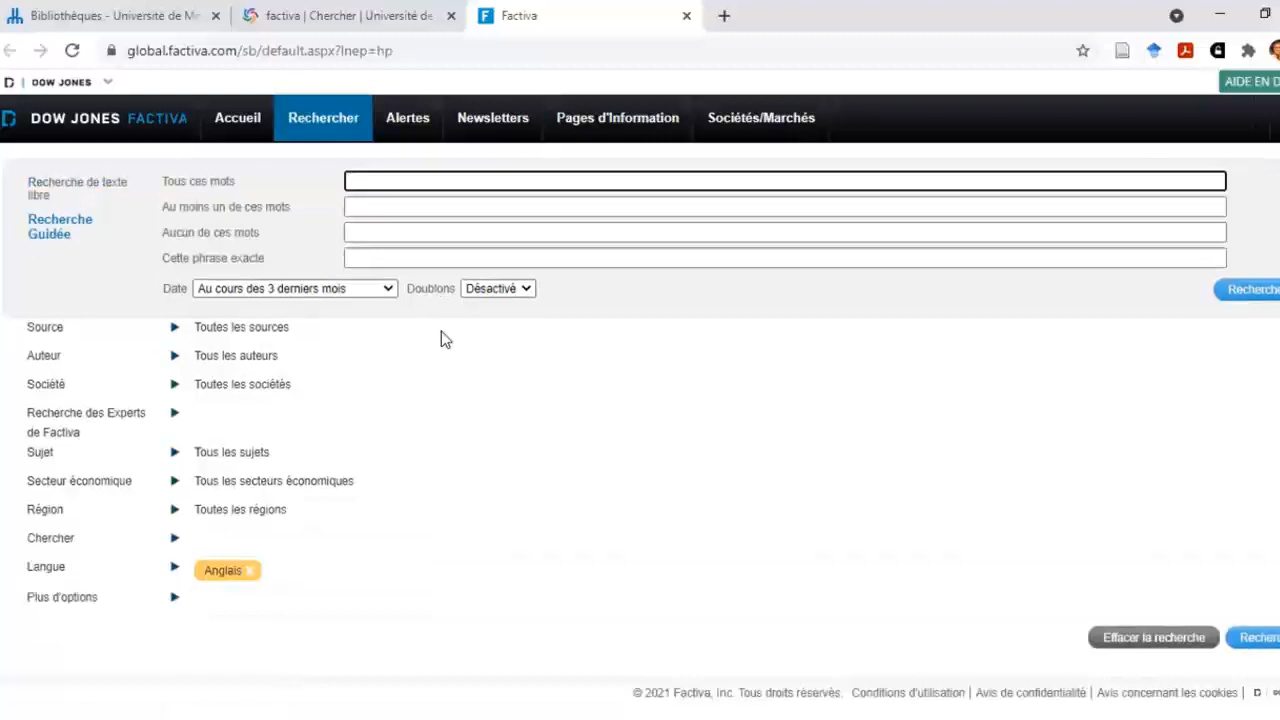 Bibliothèques - Université de Mo
factiva | Chercher | Université de
Factiva
global.factiva.com/sb/default.aspx?lnep=hp
DOW JONES
AIDE EN D
DOW JONES FACTIVA
Accueil
Rechercher
Alertes
Newsletters
Pages d'Information
Sociétés/Marchés
Recherche de texte
libre
Recherche
Guidée
Tous ces mots
Au moins un de ces mots
Aucun de ces mots
Cette phrase exacte
Date Au cours des 3 derniers mois Doublons Désactivé
Recherche
Source Toutes les sources
Auteur Tous les auteurs
Société Toutes les sociétés
Recherche des Experts
de Factiva
Sujet Tous les sujets
Secteur économique Tous les secteurs économiques
Région Toutes les régions
Chercher
Langue Anglais x
Plus d'options
Effacer la recherche
Recher
© 2021 Factiva, Inc. Tous droits réservés. Conditions d'utilisation | Avis de confidentialité | Avis concernant les cookies |